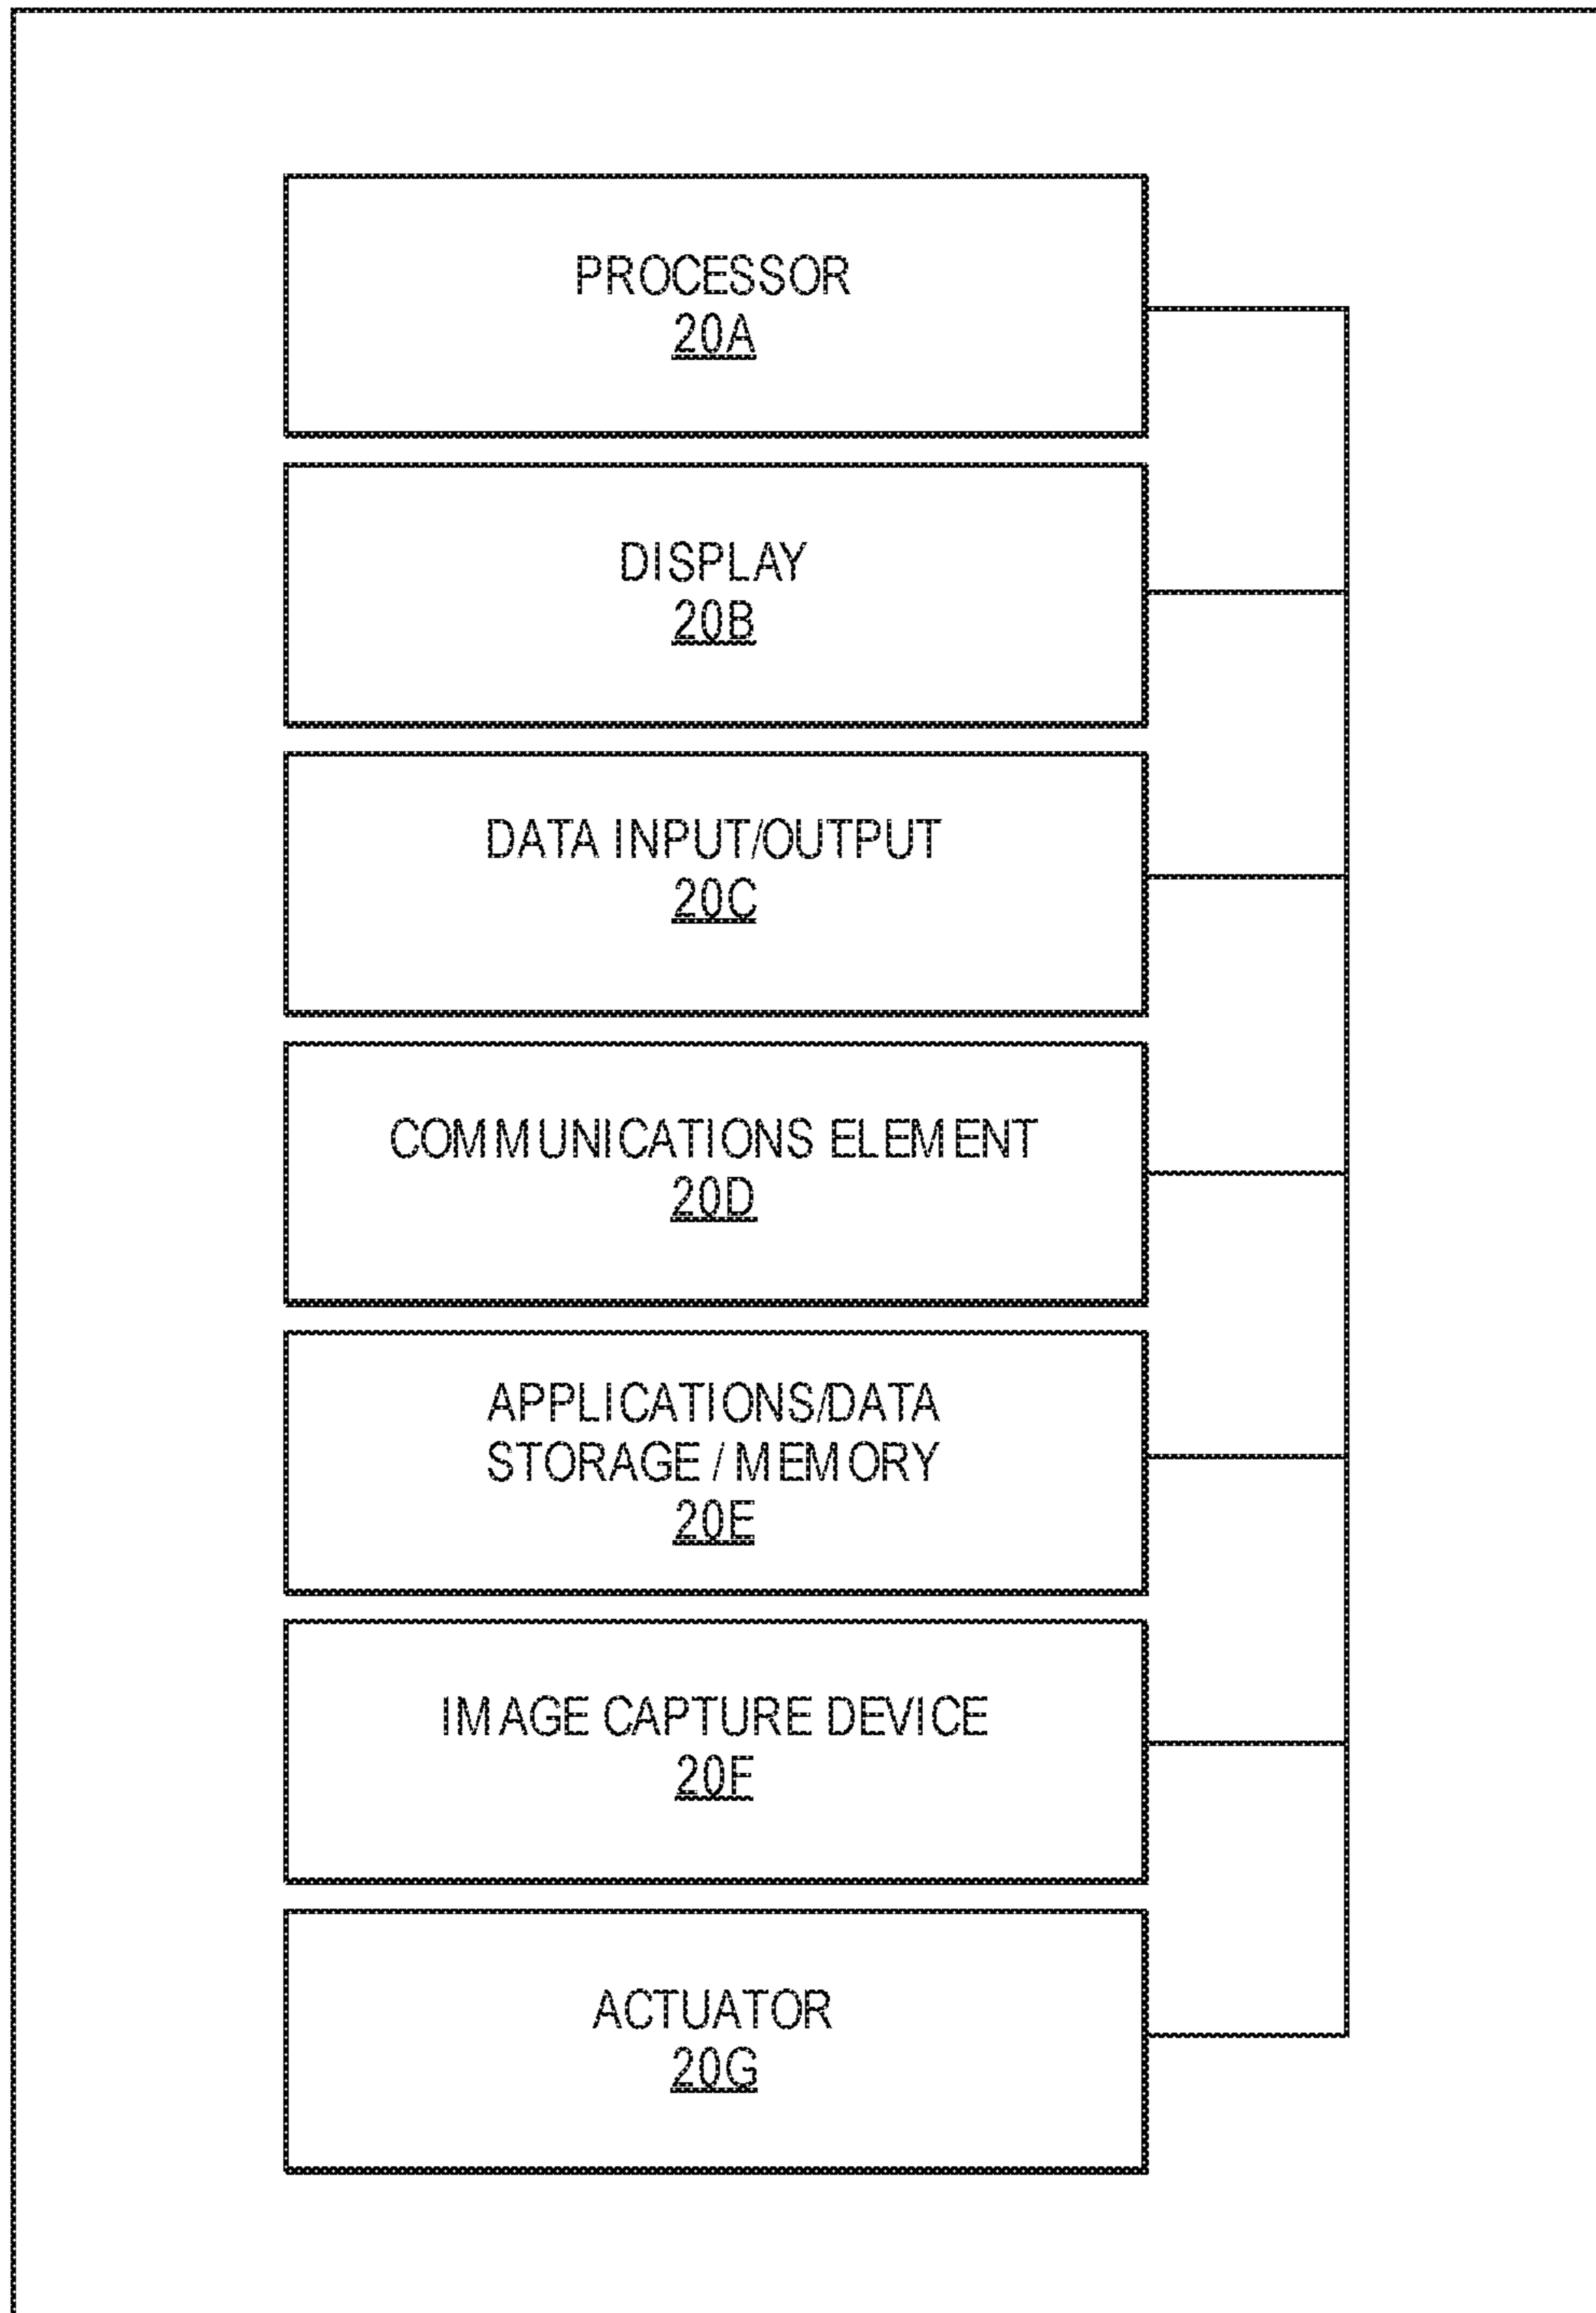 PROCESSOR
20A
DISPLAY
20B
DATA INPUT/OUTPUT
20C
COMMUNICATIONS ELEMENT
20D
APPLICATIONS/DATA
STORAGE / MEMORY
20E
IMAGE CAPTURE DEVICE
20F
ACTUATOR
20G